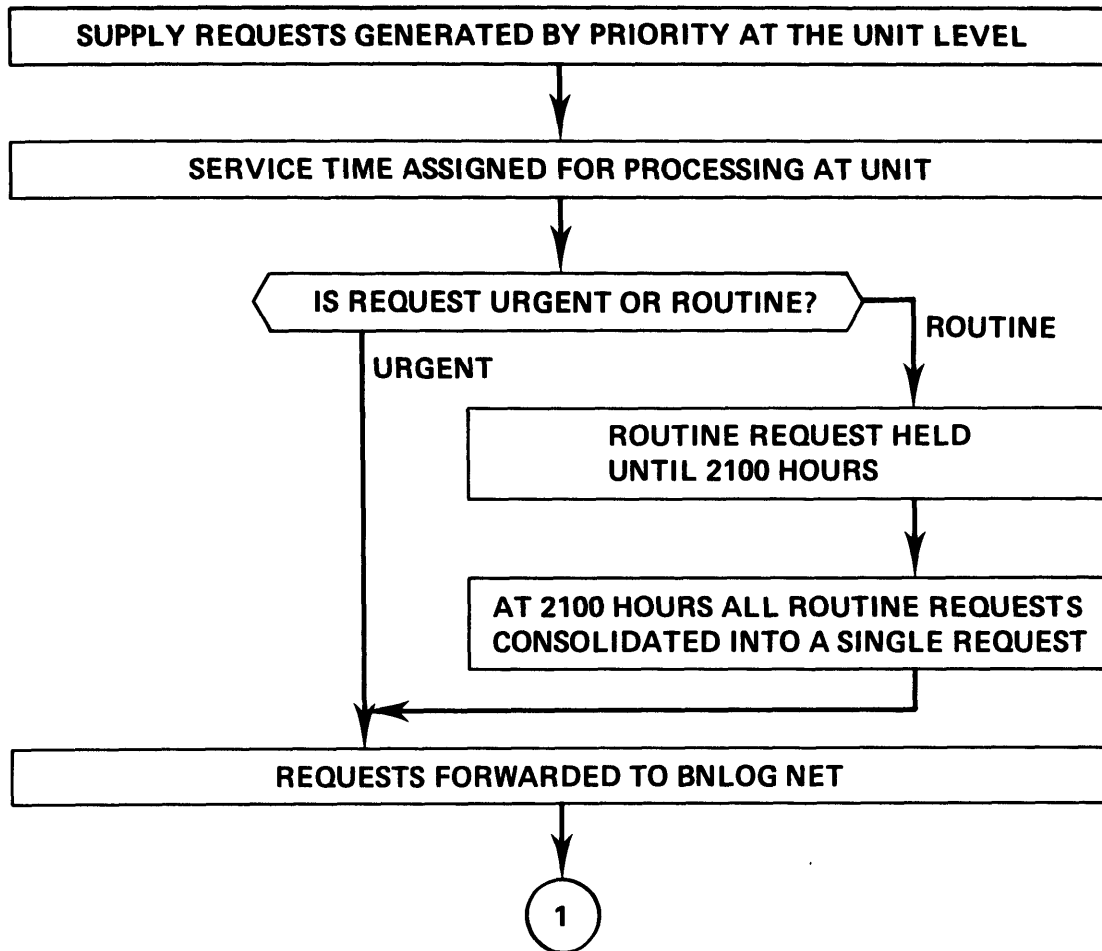 SUPPLY REQUESTS GENERATED BY PRIORITY AT THE UNIT LEVEL
SERVICE TIME ASSIGNED FOR PROCESSING AT UNIT
IS REQUEST URGENT OR ROUTINE?
ROUTINE
URGENT
ROUTINE REQUEST HELD
UNTIL 2100 HOURS
AT 2100 HOURS ALL ROUTINE REQUESTS
CONSOLIDATED INTO A SINGLE REQUEST
REQUESTS FORWARDED TO BNLOG NET
1